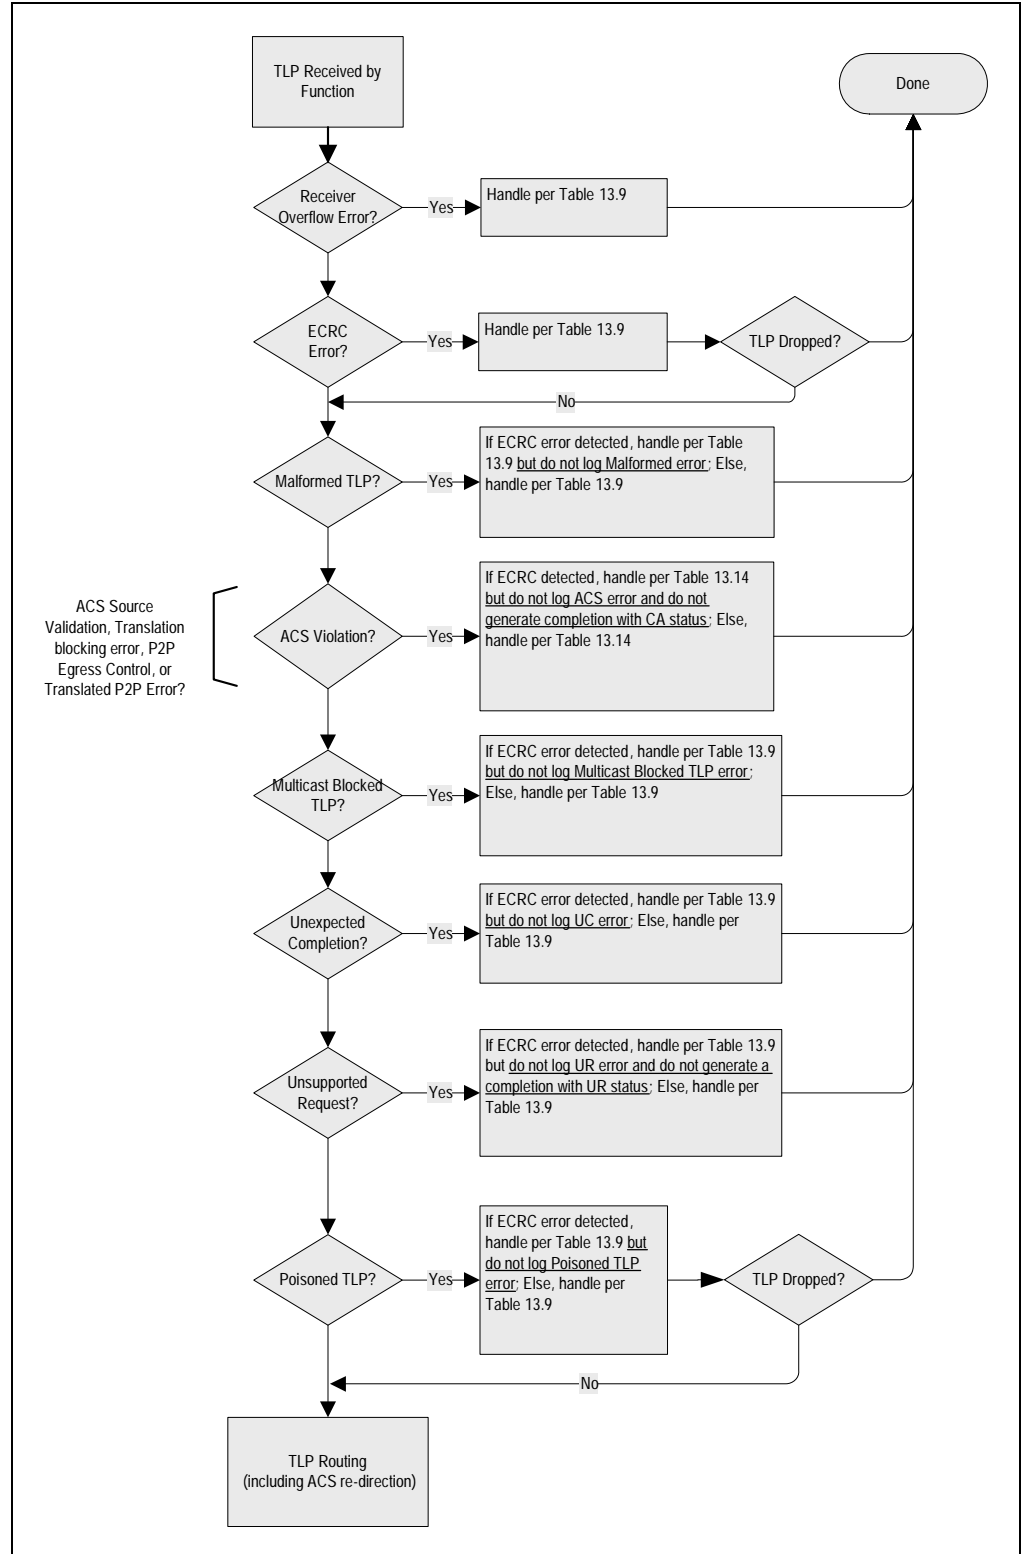 TLP Received by
Function
Done
Receiver
Overflow Error?
Yes
Handle per Table 13.9
ECRC
Error?
Yes
Handle per Table 13.9
TLP Dropped?
No
Malformed TLP?
Yes
If ECRC error detected, handle per Table
13.9 but do not log Malformed error; Else,
handle per Table 13.9
ACS Source
Validation, Translation
blocking error, P2P
Egress Control, or
Translated P2P Error?
ACS Violation?
Yes
If ECRC detected, handle per Table 13.14
but do not log ACS error and do not
generate completion with CA status; Else,
handle per Table 13.14
Multicast Blocked
TLP?
Yes
If ECRC error detected, handle per Table 13.9
but do not log Multicast Blocked TLP error;
Else, handle per Table 13.9
Unexpected
Completion?
Yes
If ECRC error detected, handle per Table 13.9
but do not log UC error; Else, handle per
Table 13.9
Unsupported
Request?
Yes
If ECRC error detected, handle per Table 13.9
but do not log UR error and do not generate a
completion with UR status; Else, handle per
Table 13.9
Poisoned TLP?
Yes
If ECRC error detected,
handle per Table 13.9 but
do not log Poisoned TLP
error; Else, handle per
Table 13.9
TLP Dropped?
No
TLP Routing
(including ACS re-direction)